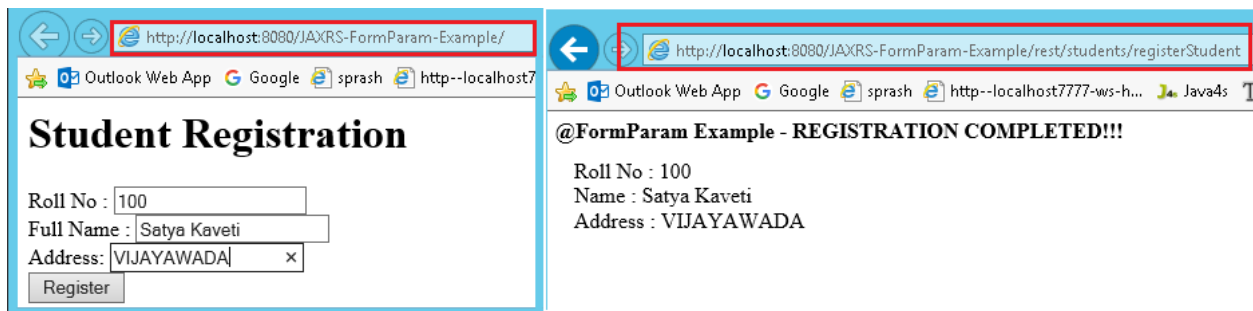 http://localhost:8080/JAXRS-FormParam-Example/
Outlook Web App Google sprash http--localhost7
Student Registration
Roll No : 100
Full Name : Satya Kaveti
Address: VIJAYAWADA ×
Register
http://localhost:8080/JAXRS-FormParam-Example/rest/students/registerStudent
Outlook Web App Google sprash http--localhost7777-ws-h... Java4s
@FormParam Example - REGISTRATION COMPLETED!!!
Roll No : 100
Name : Satya Kaveti
Address : VIJAYAWADA